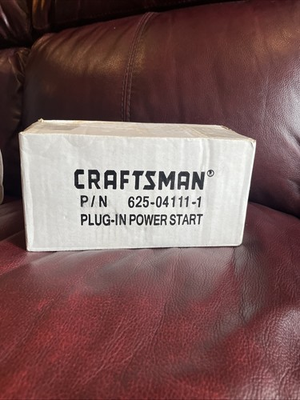 CRAFTSMAN®
P/N 625-04111-1
PLUG-IN POWER START